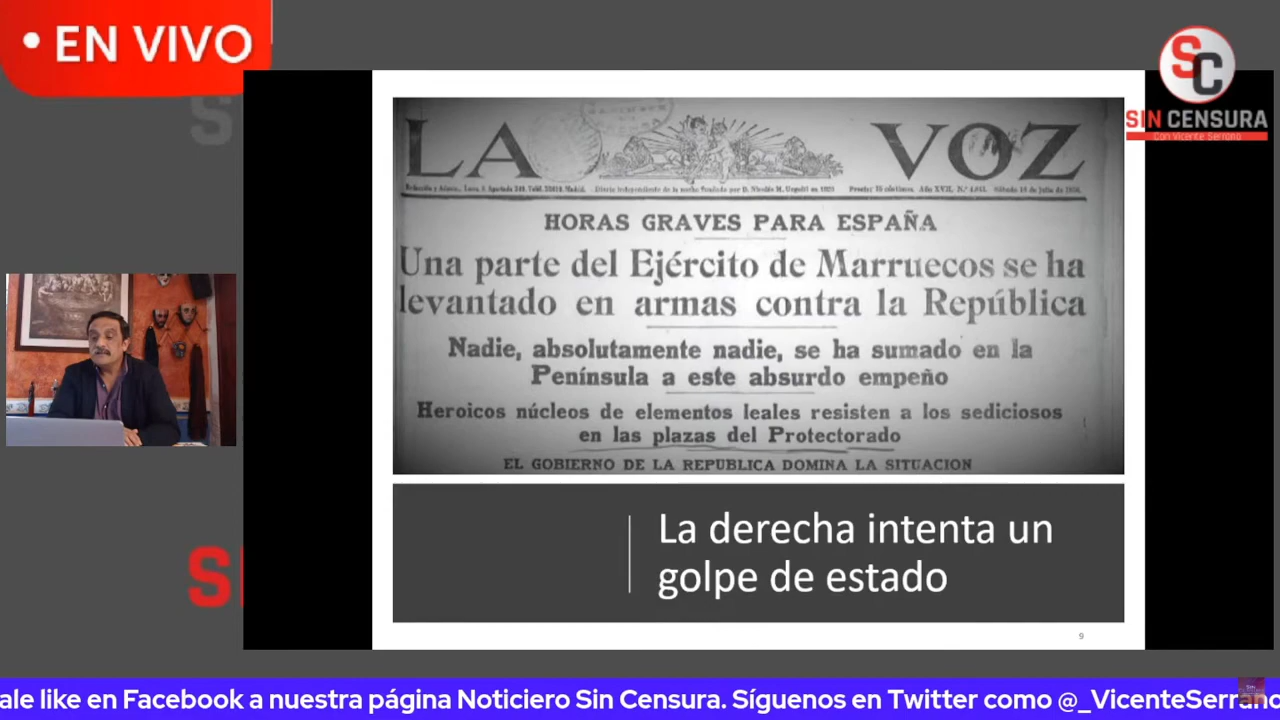 • EN VIVO
SC
SIN CENSURA
Con Vicente Serrano
LA VOZ
HORAS GRAVES PARA ESPAÑA
Una parte del Ejército de Marruecos se ha
levantado en armas contra la República
Nadie, absolutamente nadie, se ha sumado en la
Península a este absurdo empeño
Heroicos núcleos de elementos leales resisten a los sediciosos
en las plazas del Protectorado
EL GOBIERNO DE LA REPUBLICA DOMINA LA SITUACION
La derecha intenta un
golpe de estado
9
S
S
ale like en Facebook a nuestra página Noticiero Sin Censura. Síguenos en Twitter como @_VicenteSerrano